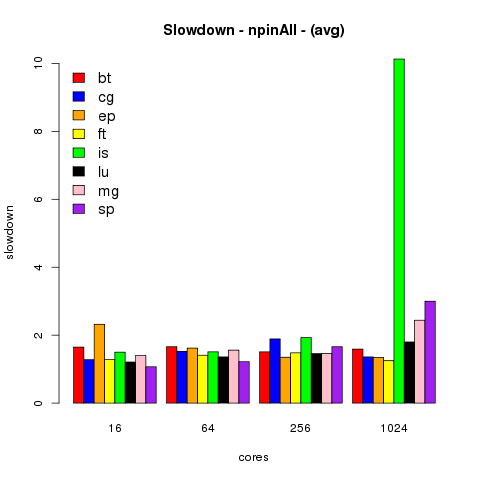 Slowdown - npinAll - (avg)
10
8
6
4
2
0
slowdown
bt
cg
ep
ft
is
lu
mg
sp
16 64 256 1024
cores